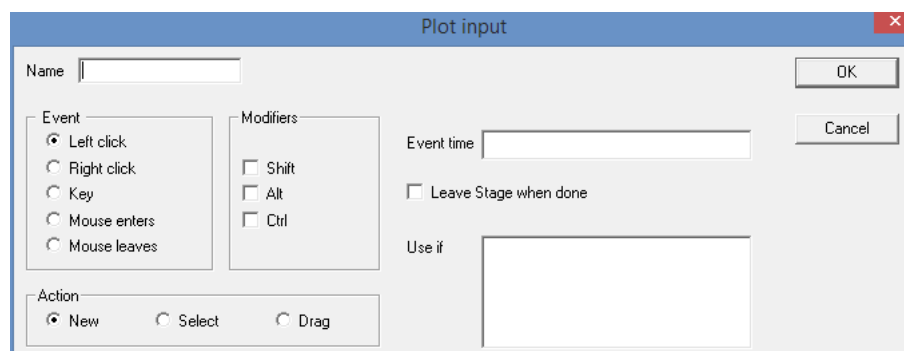 Plot input
Name
OK
Event
Modifiers
Cancel
Left click
Event time
Right click
Shift
Key
Alt
Leave Stage when done
Mouse enters
Ctrl
Mouse leaves
Use if
Action
New
Select
Drag